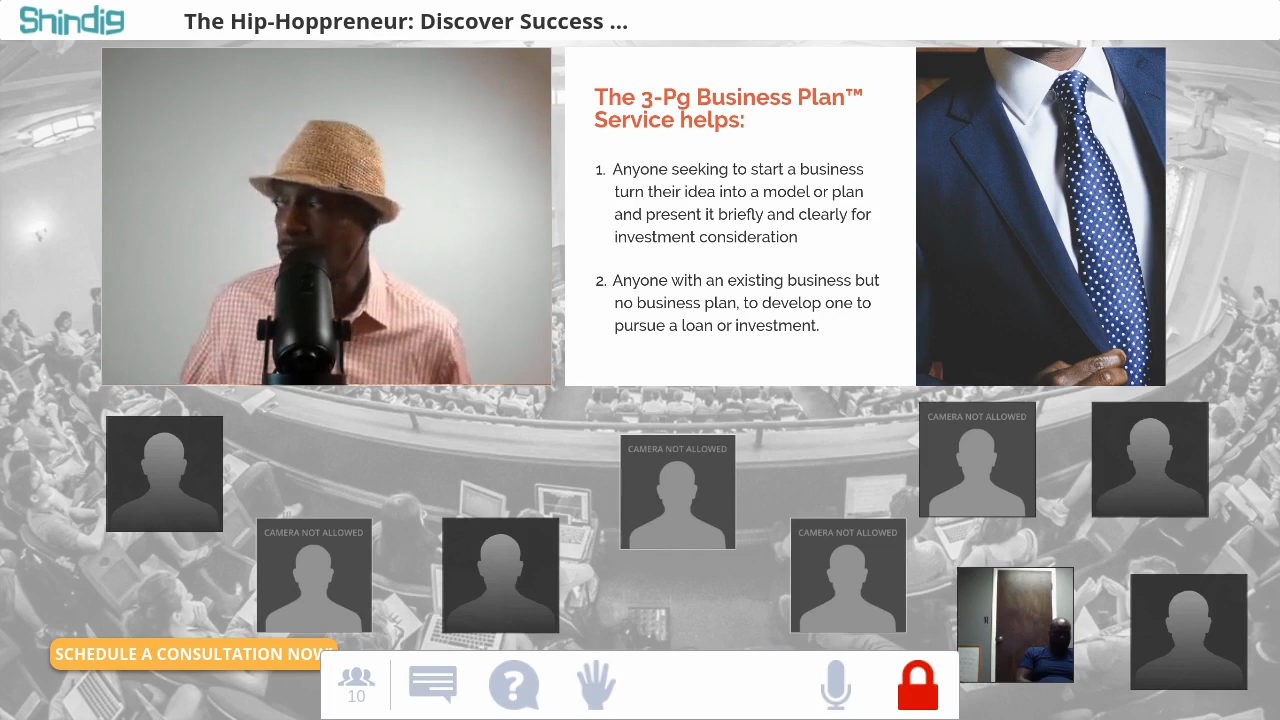 Shindig
The Hip-Hoppreneur: Discover Success ...
The 3-Pg Business Plan™
Service helps:
1. Anyone seeking to start a business
turn their idea into a model or plan
and present it briefly and clearly for
investment consideration
2. Anyone with an existing business but
no business plan, to develop one to
pursue a loan or investment.
CAMERA NOT ALLOWED
CAMERA NOT ALLOWED
CAMERA NOT ALLOWED
CAMERA NOT ALLOWED
SCHEDULE A CONSULTATION NOW
10